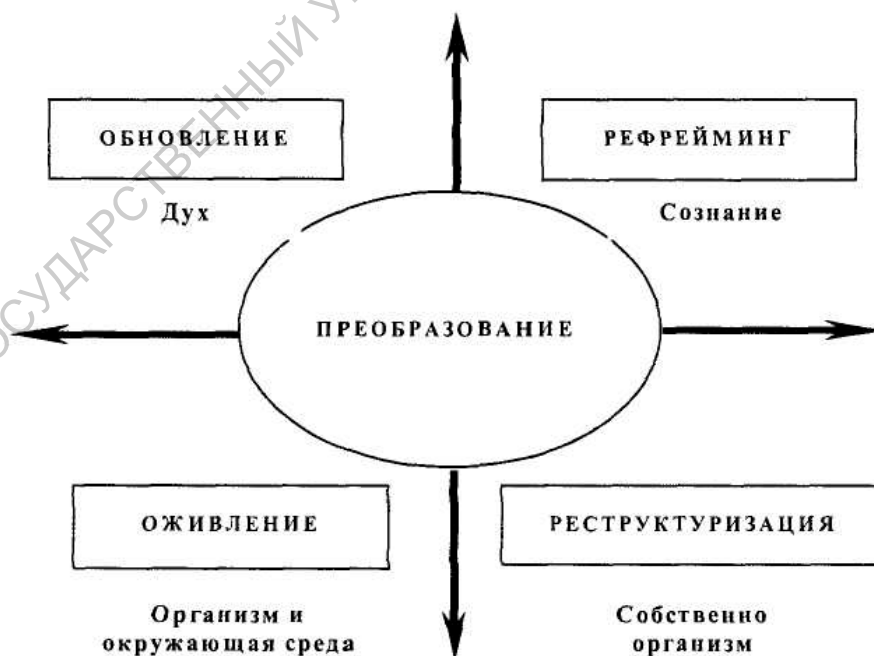 ОБНОВЛЕНИЕ
РЕФРЕЙМИНГ
Дух
Сознание
ПРЕОБРАЗОВАНИЕ
ОЖИВЛЕНИЕ
РЕСТРУКТУРИЗАЦИЯ
Организм и
окружающая среда
Собственно
организм